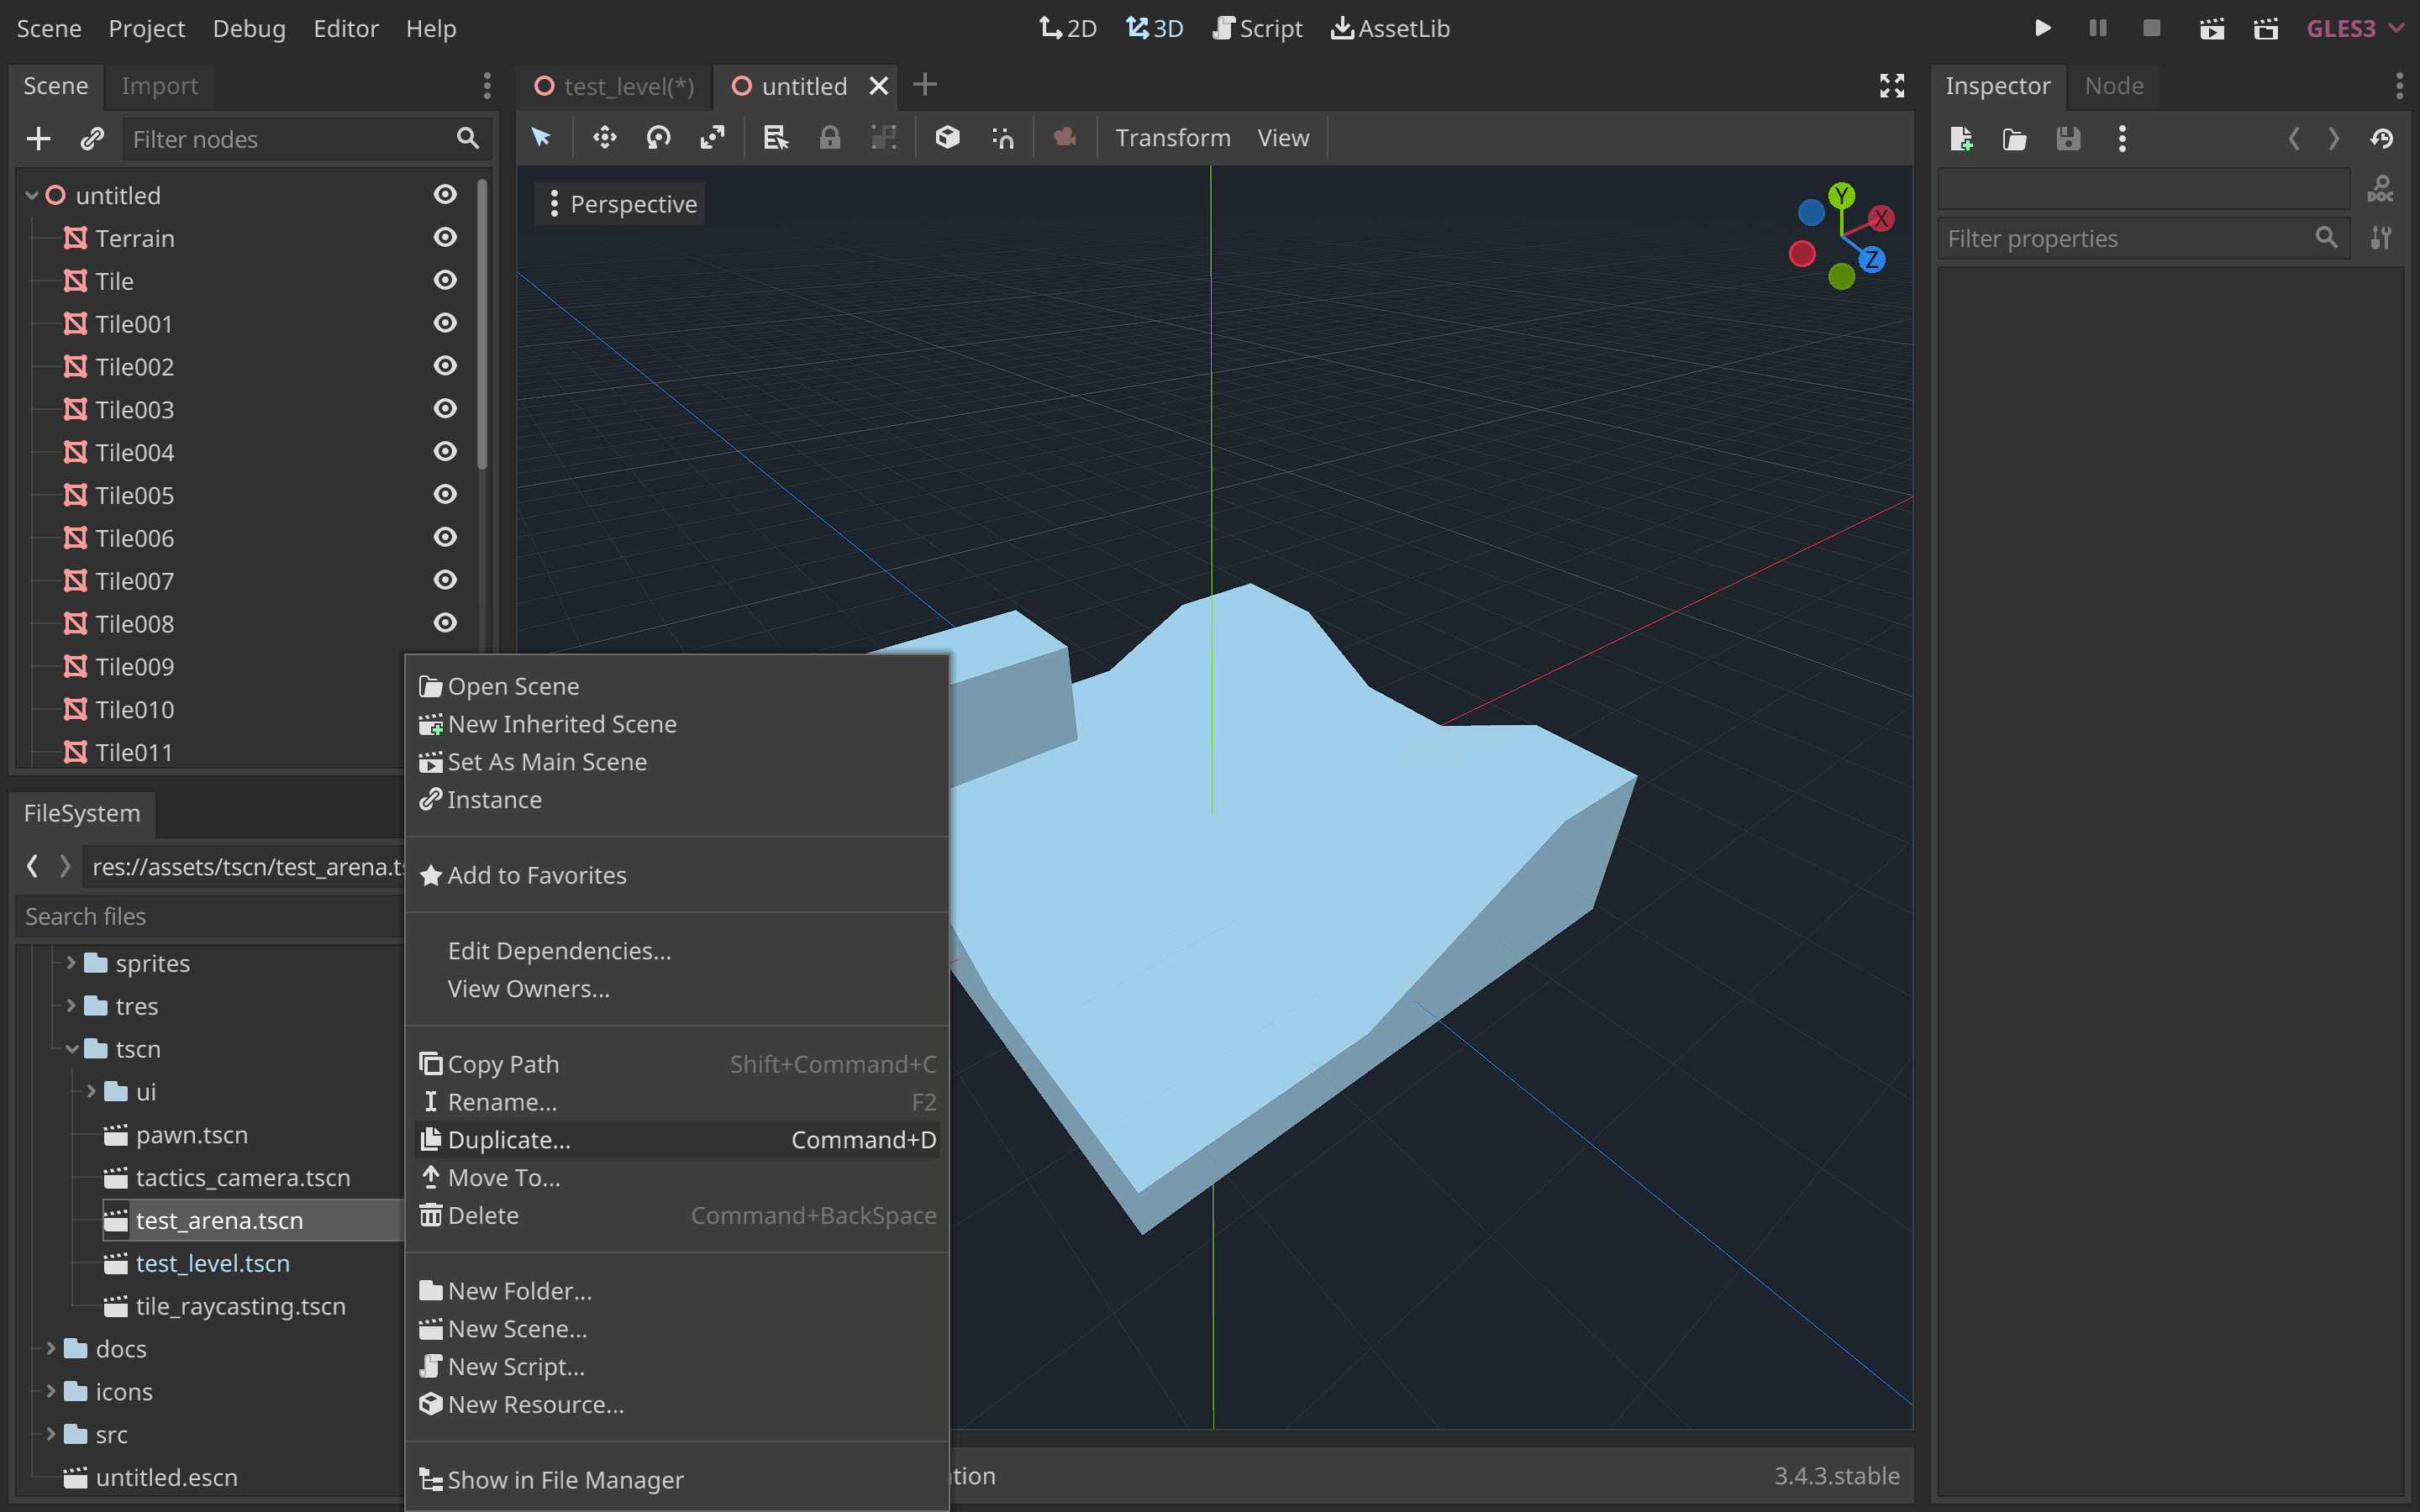 Scene Project Debug Editor Help
2D 3D Script AssetLib
GLES3
Scene Import
test_level(*) untitled
Inspector Node
Filter nodes
Transform View
untitled
Terrain
Tile
Tile001
Tile002
Tile003
Tile004
Tile005
Tile006
Tile007
Tile008
Tile009
Tile010
Tile011
Perspective
Y
X
Z
DOC
Filter properties
FileSystem
res://assets/tscn/test_arena.ts
Search files
sprites
tres
tscn
ui
pawn.tscn
tactics_camera.tscn
test_arena.tscn
test_level.tscn
tile_raycasting.tscn
docs
icons
src
untitled.escn
Open Scene
New Inherited Scene
Set As Main Scene
Instance
Add to Favorites
Edit Dependencies...
View Owners...
Copy Path Shift+Command+C
Rename... F2
Duplicate... Command+D
Move To...
Delete Command+BackSpace
New Folder...
New Scene...
New Script...
New Resource...
Show in File Manager
tion
3.4.3.stable